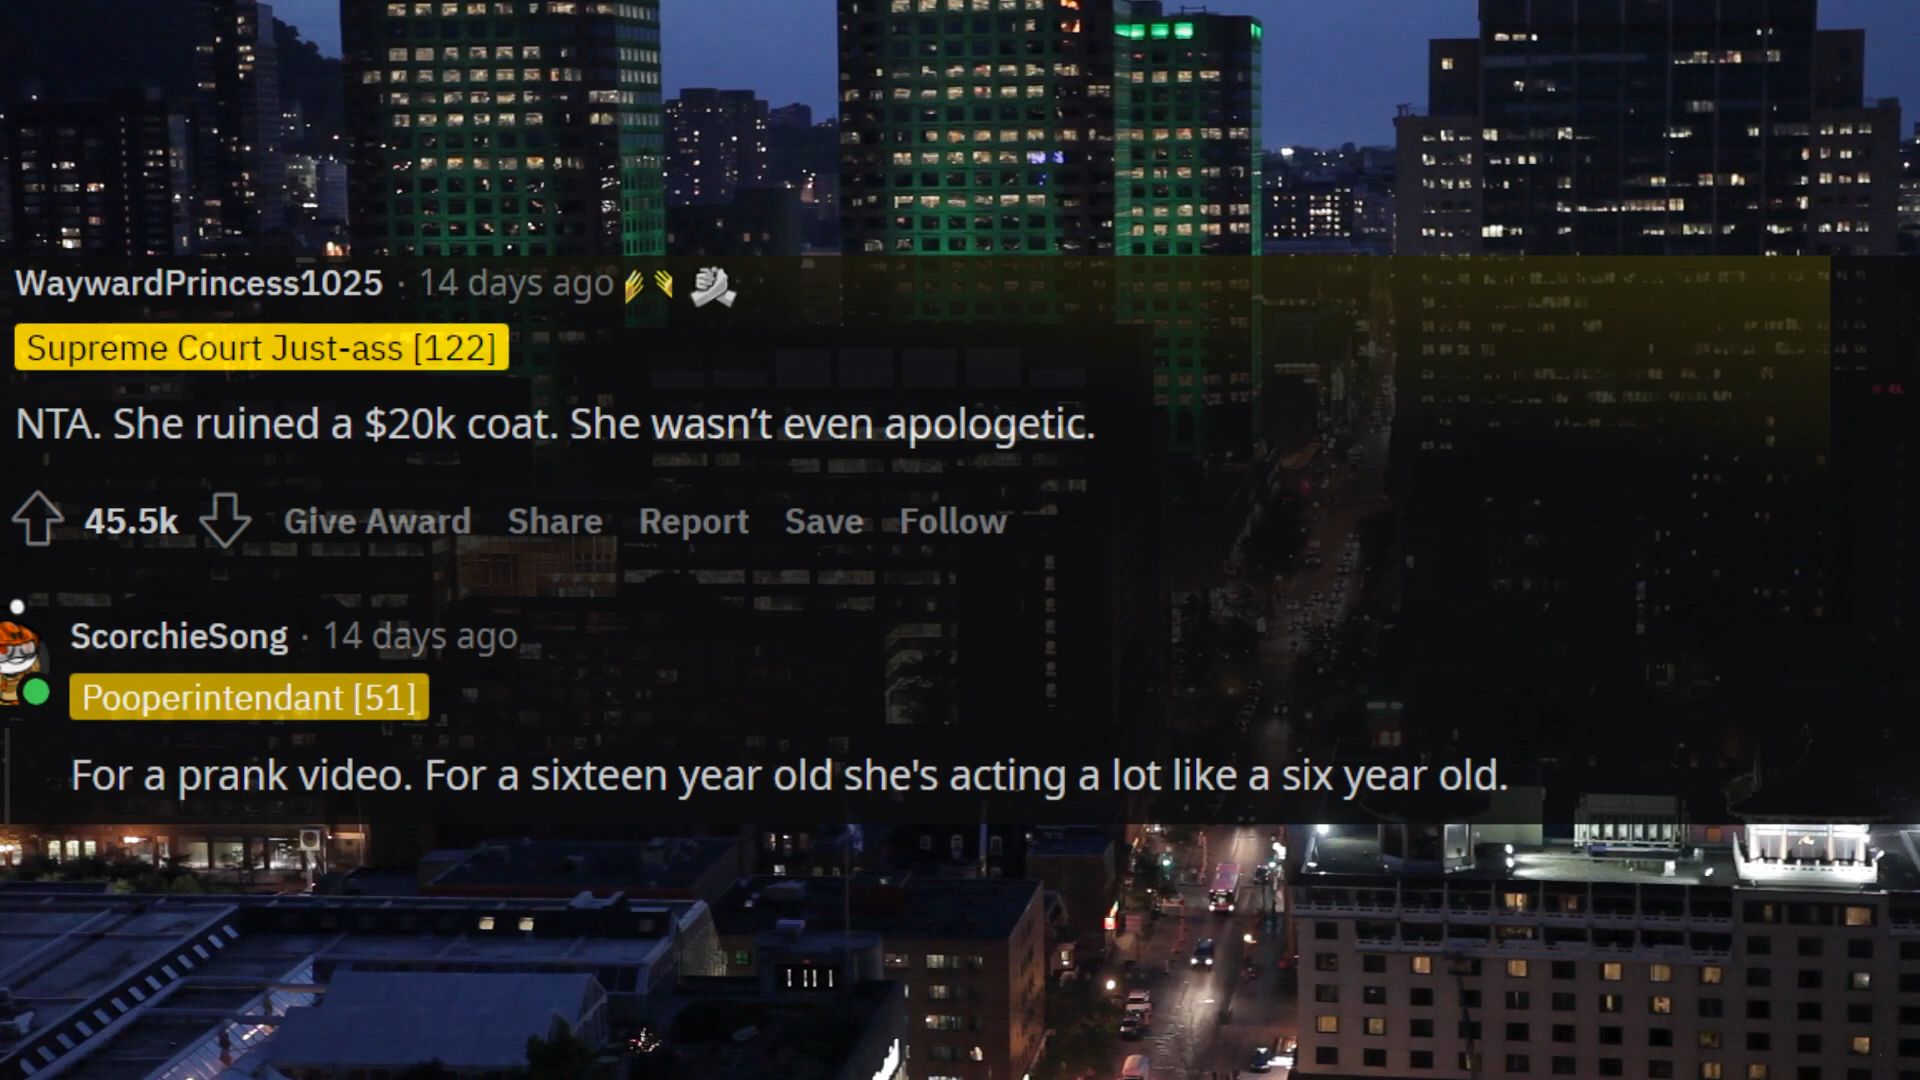 WaywardPrincess1025 · 14 days ago
Supreme Court Just-ass [122]
NTA. She ruined a $20k coat. She wasn’t even apologetic.
45.5k Give Award Share Report Save Follow
ScorchieSong · 14 days ago
Pooperintendant [51]
For a prank video. For a sixteen year old she's acting a lot like a six year old.